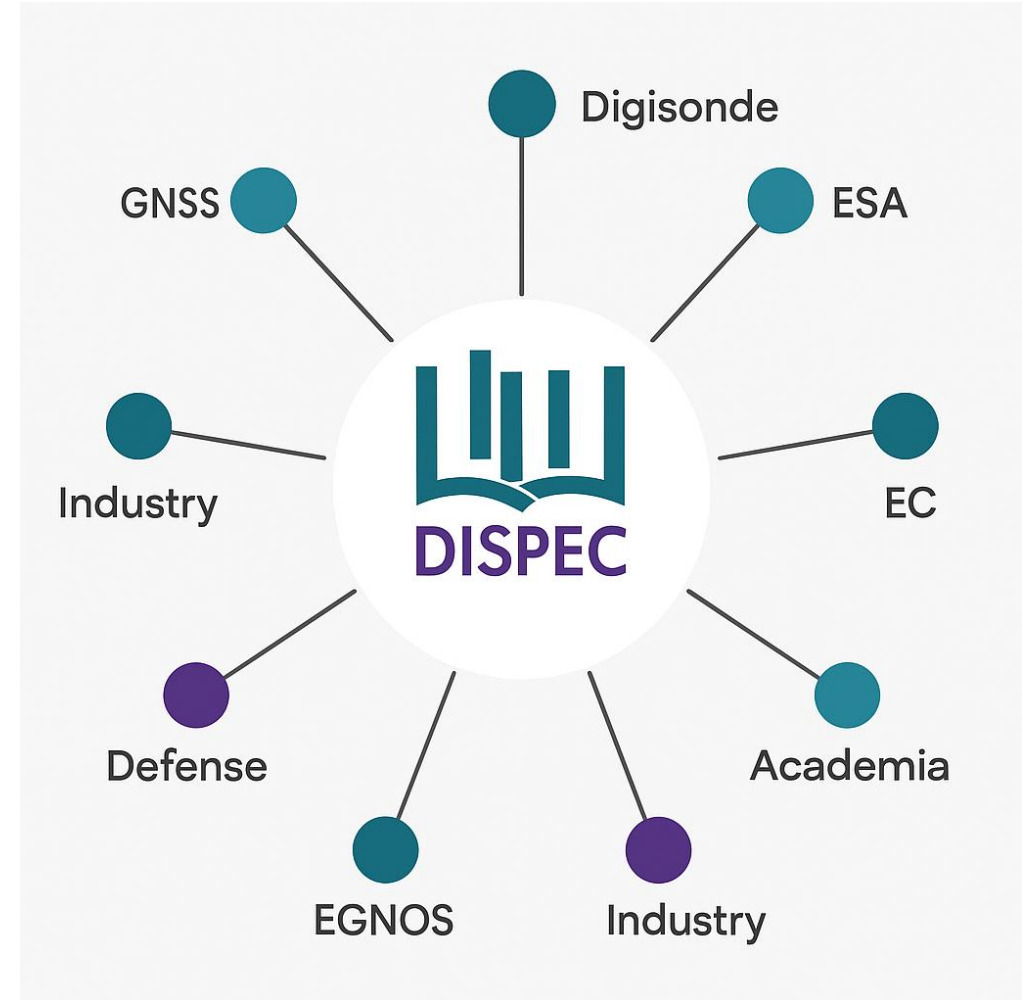 Digisonde
GNSS
ESA
Industry
EC
DISPEC
Defense
Academia
EGNOS
Industry